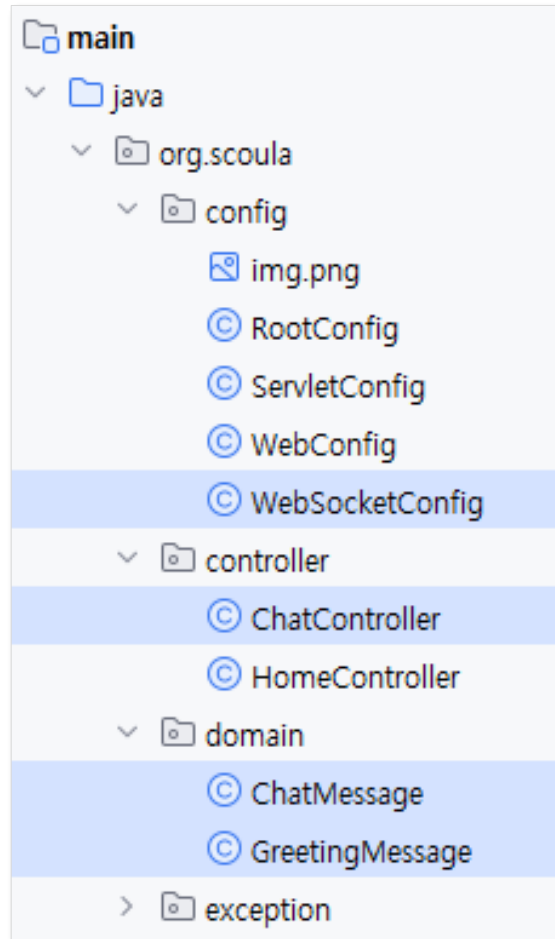 main
java
org.scoula
config
img.png
RootConfig
ServletConfig
WebConfig
WebSocketConfig
controller
ChatController
HomeController
domain
ChatMessage
GreetingMessage
exception